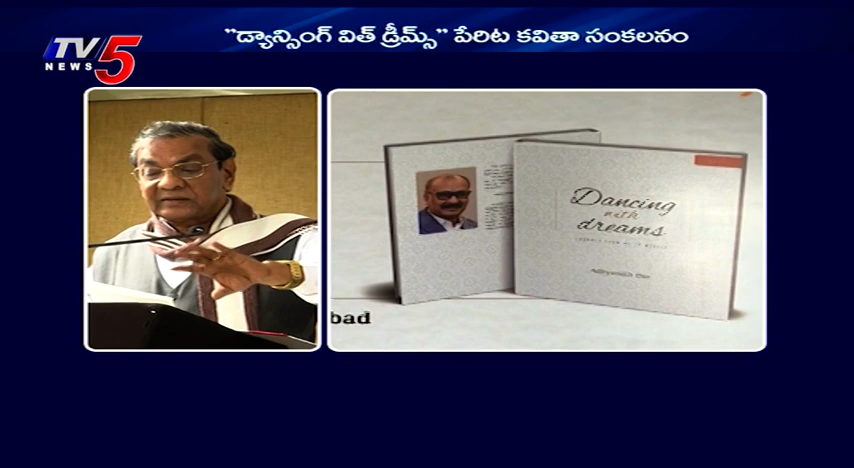 "డ్యాన్సింగ్ విత్ డ్రీమ్స్" పేరిట కవితా సంకలనం
TV5
NEWS
Dancing
with
dreams
bad